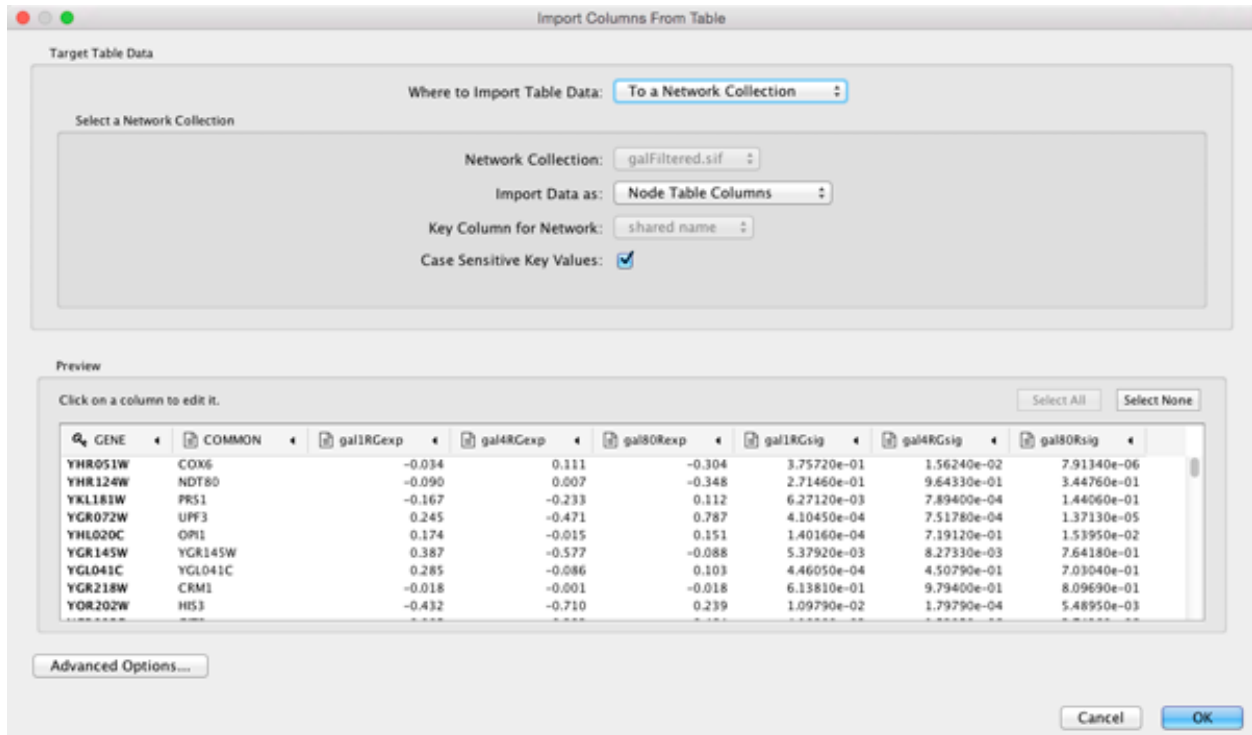 Import Columns From Table
Target Table Data
Where to Import Table Data: To a Network Collection
Select a Network Collection
Network Collection: galFiltered.sif
Import Data as: Node Table Columns
Key Column for Network: shared name
Case Sensitive Key Values:
Preview
Click on a column to edit it. Select All Select None
GENE COMMON gal1RGexp gal4RGexp gal80Rexp gal1RGsig gal4RGsig gal80Rsig
YHR051W COX6 -0.034 0.111 -0.304 3.75720e-01 1.56240e-02 7.91340e-06
YHR124W NDT80 -0.090 0.007 -0.348 2.71460e-01 9.64330e-01 3.44760e-01
YKL181W PRS1 -0.167 -0.233 0.112 6.27120e-03 7.89400e-04 1.44060e-01
YGR072W UPF3 0.245 -0.471 0.787 4.10450e-04 7.51780e-04 1.37130e-05
YHL020C OPI1 0.174 -0.015 0.151 1.40160e-04 7.19120e-01 1.53950e-02
YGR145W YGR145W 0.387 -0.577 -0.088 5.37920e-03 8.27330e-03 7.64180e-01
YGL041C YGL041C 0.285 -0.086 0.103 4.46050e-04 4.50790e-01 7.03040e-01
YGR218W CRM1 -0.018 -0.001 -0.018 6.13810e-01 9.79400e-01 8.09690e-01
YOR202W HIS3 -0.432 -0.710 0.239 1.09790e-02 1.79790e-04 5.48950e-03
Advanced Options...
Cancel OK